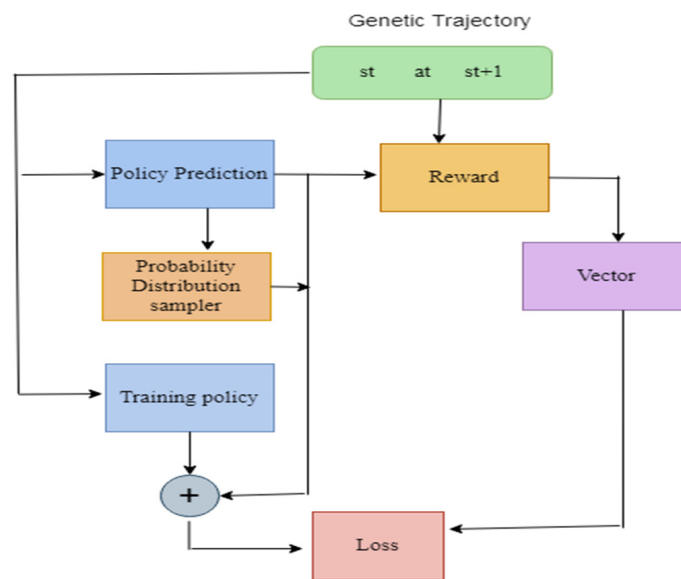 Genetic Trajectory
st at st+1
Policy Prediction
Reward
Probability
Distribution
sampler
Vector
Training policy
+
Loss